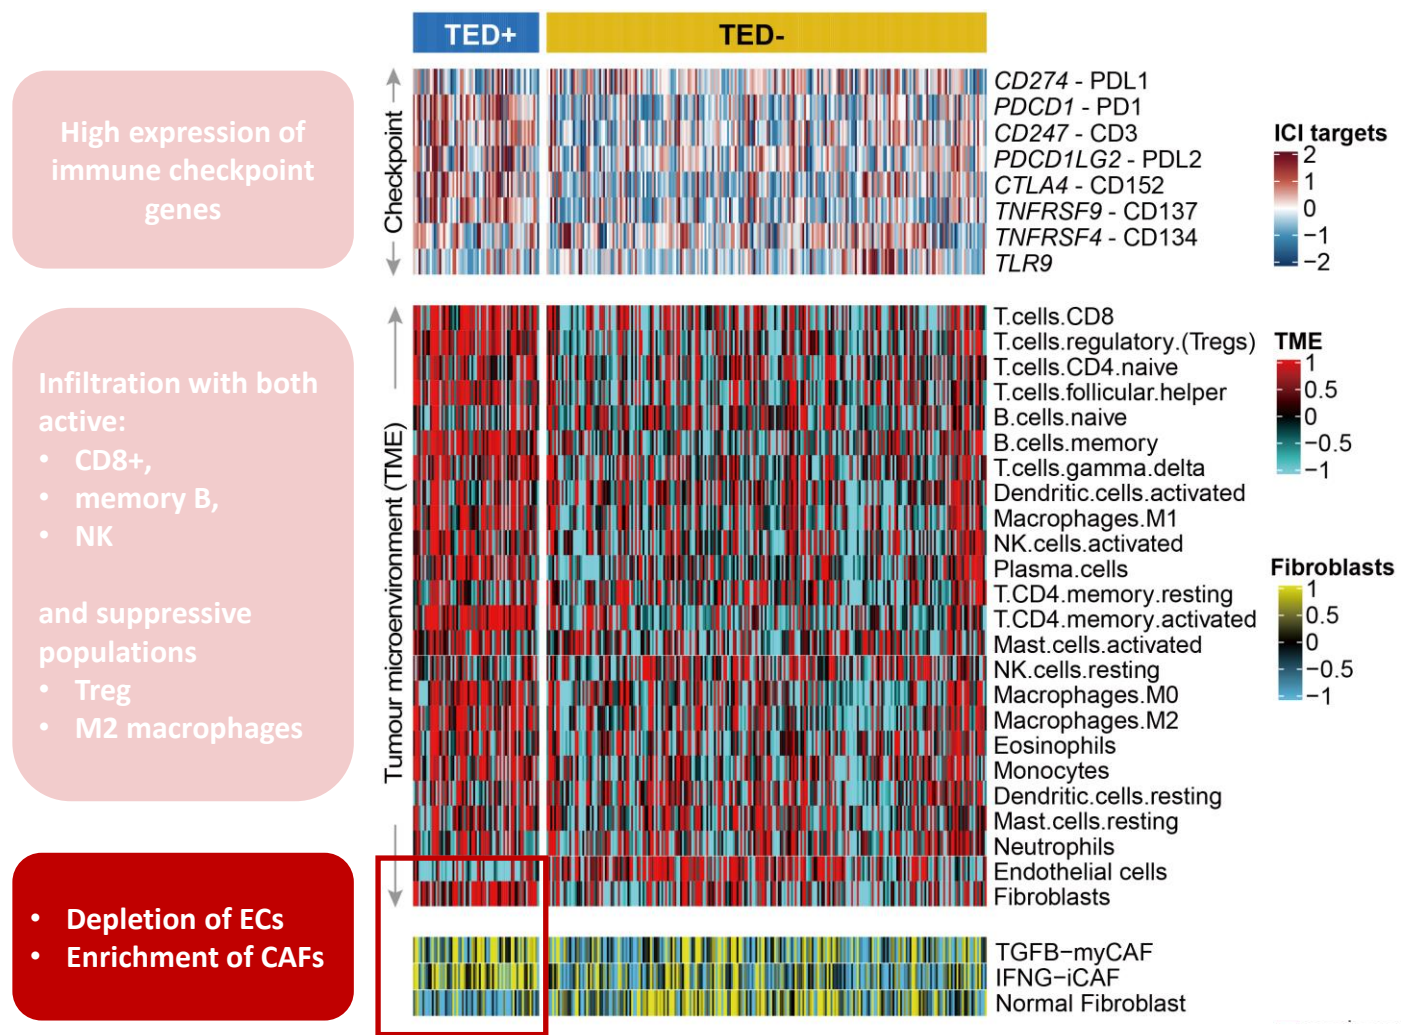 TED+
TED-
High expression of
immune checkpoint
genes
Checkpoint
CD274 - PDL1
PDCD1 - PD1
CD247 - CD3
PDCD1LG2 - PDL2
CTLA4 - CD152
TNFRSF9 - CD137
TNFRSF4 - CD134
TLR9
ICI targets
2
1
0
−1
−2
Infiltration with both
active:
• CD8+,
• memory B,
• NK
and suppressive
populations
• Treg
• M2 macrophages
Tumour microenvironment (TME)
T.cells.CD8
T.cells.regulatory.(Tregs)
T.cells.CD4.naive
T.cells.follicular.helper
B.cells.naive
B.cells.memory
T.cells.gamma.delta
Dendritic.cells.activated
Macrophages.M1
NK.cells.activated
Plasma.cells
T.CD4.memory.resting
T.CD4.memory.activated
Mast.cells.activated
NK.cells.resting
Macrophages.M0
Macrophages.M2
Eosinophils
Monocytes
Dendritic.cells.resting
Mast.cells.resting
Neutrophils
Endothelial cells
Fibroblasts
TME
1
0.5
0
−0.5
−1
Fibroblasts
1
0.5
0
−0.5
−1
• Depletion of ECs
• Enrichment of CAFs
TGFB−myCAF
IFNG−iCAF
Normal Fibroblast